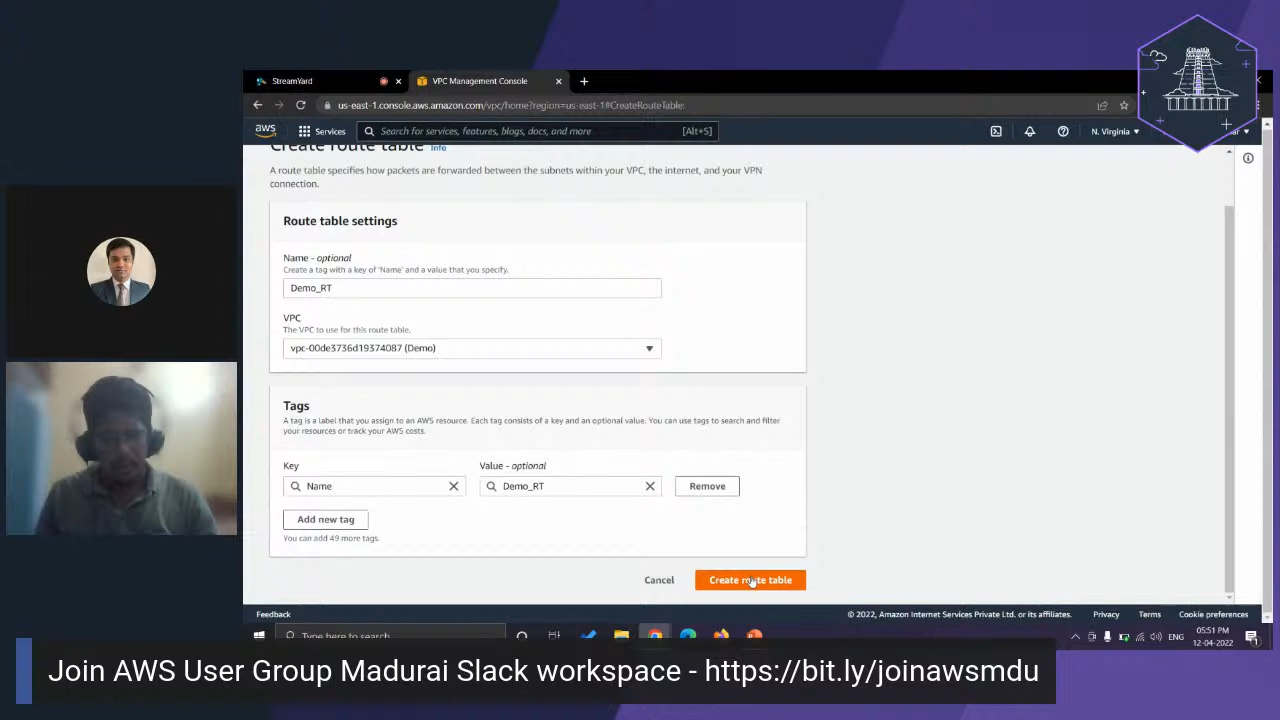 StreamYard
VPC Management Console
us-east-1.console.aws.amazon.com/vpc/home?region=us-east-1#CreateRouteTable:
aws
Services
Search for services, features, blogs, docs, and more
[Alt+S]
N. Virginia
Create route table
Info
A route table specifies how packets are forwarded between the subnets within your VPC, the internet, and your VPN
connection.
Route table settings
Name - optional
Create a tag with a key of 'Name' and a value that you specify.
Demo_RT
VPC
The VPC to use for this route table.
vpc-00de3736d19374087 (Demo)
Tags
A tag is a label that you assign to an AWS resource. Each tag consists of a key and an optional value. You can use tags to search and filter
your resources or track your AWS costs.
Key
Value - optional
Name
Demo_RT
Remove
Add new tag
You can add 49 more tags.
Cancel
Create route table
Feedback
© 2022, Amazon Internet Services Private Ltd. or its affiliates.
Privacy
Terms
Cookie preferences
Type here to search
ENG
05:51 PM
12-04-2022
Join AWS User Group Madurai Slack workspace - https://bit.ly/joinawsmdu